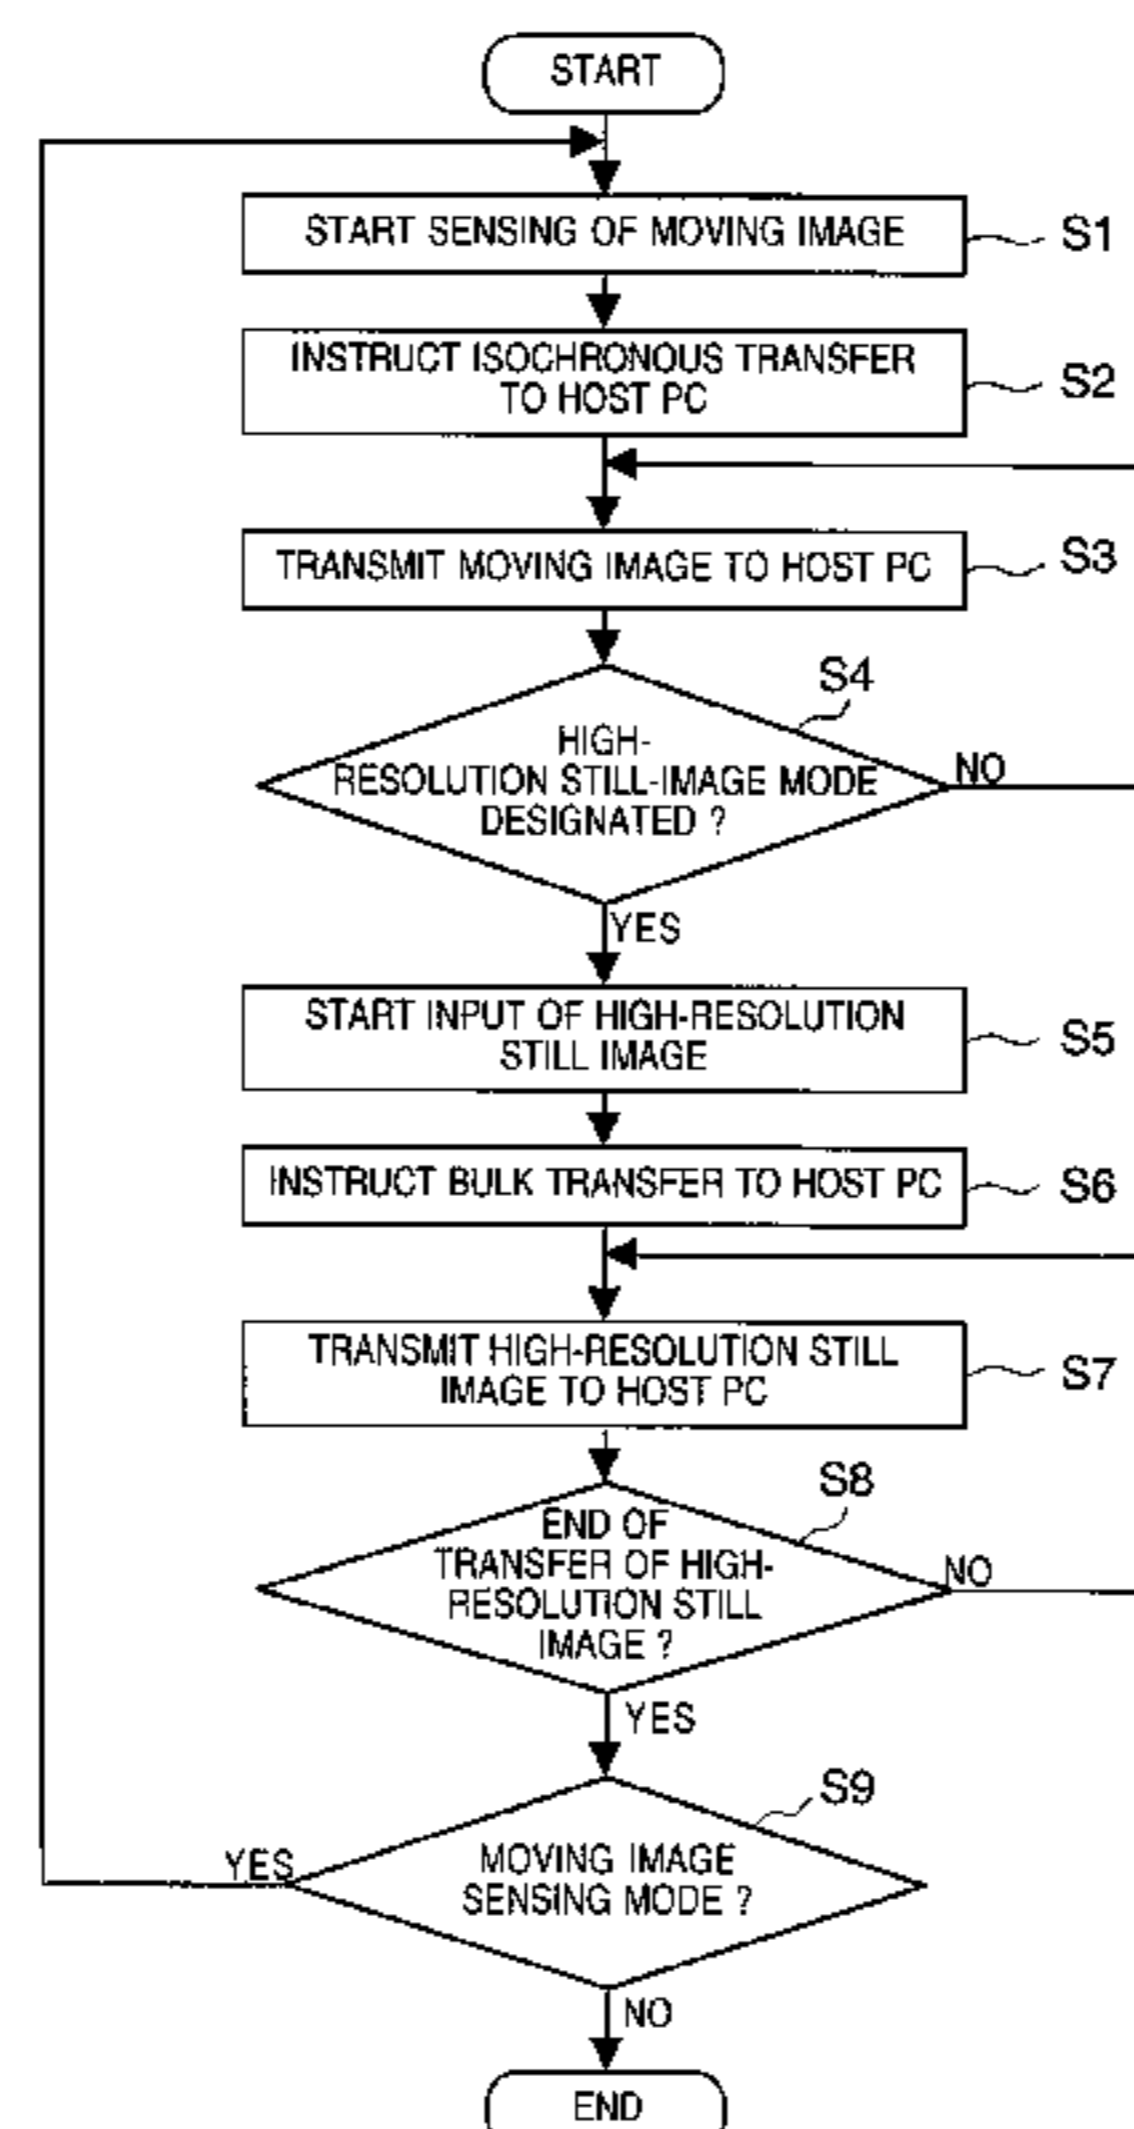 START
START SENSING OF MOVING IMAGE
S1
INSTRUCT ISOCHRONOUS TRANSFER
TO HOST PC
S2
TRANSMIT MOVING IMAGE TO HOST PC
S3
S4
HIGH-
RESOLUTION STILL-IMAGE MODE
DESIGNATED ?
NO
YES
START INPUT OF HIGH-RESOLUTION
STILL IMAGE
S5
INSTRUCT BULK TRANSFER TO HOST PC
S6
TRANSMIT HIGH-RESOLUTION STILL
IMAGE TO HOST PC
S7
S8
END OF
TRANSFER OF HIGH-
RESOLUTION STILL
IMAGE ?
NO
YES
S9
MOVING IMAGE
SENSING MODE ?
YES
NO
END